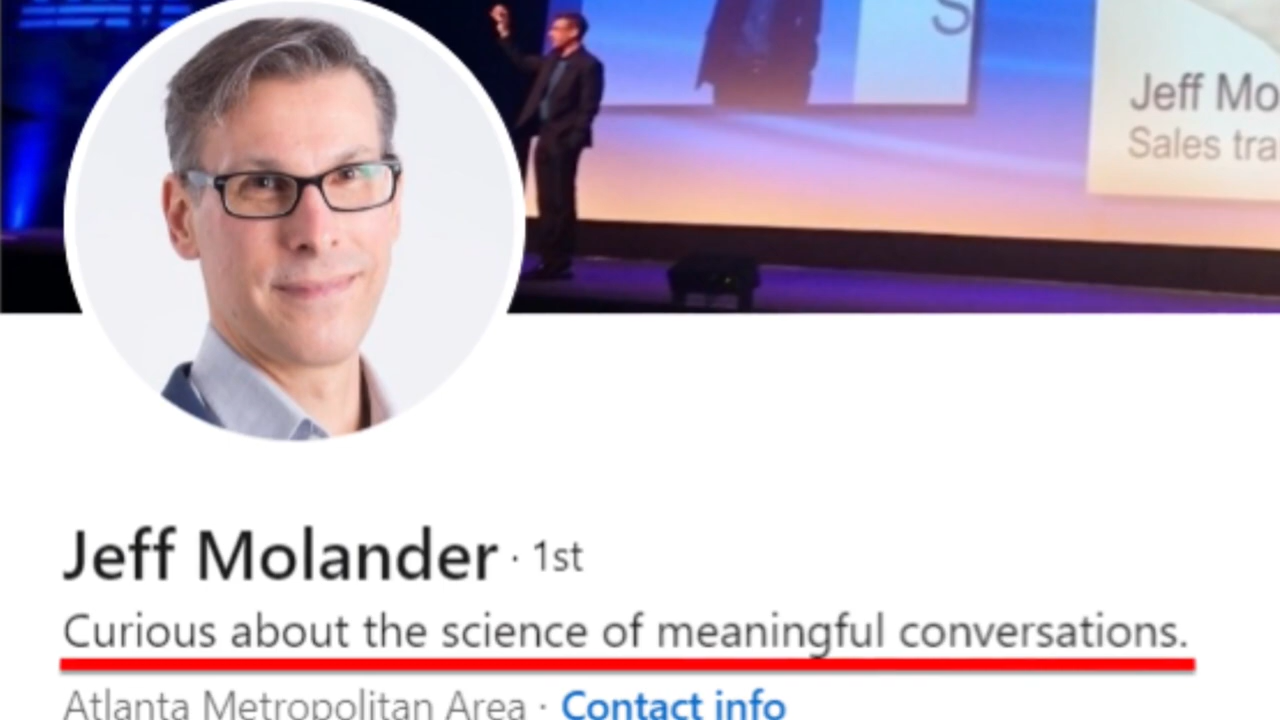 S
Jeff Mo
Sales tra
Jeff Molander · 1st
Curious about the science of meaningful conversations.
Atlanta Metropolitan Area · Contact info